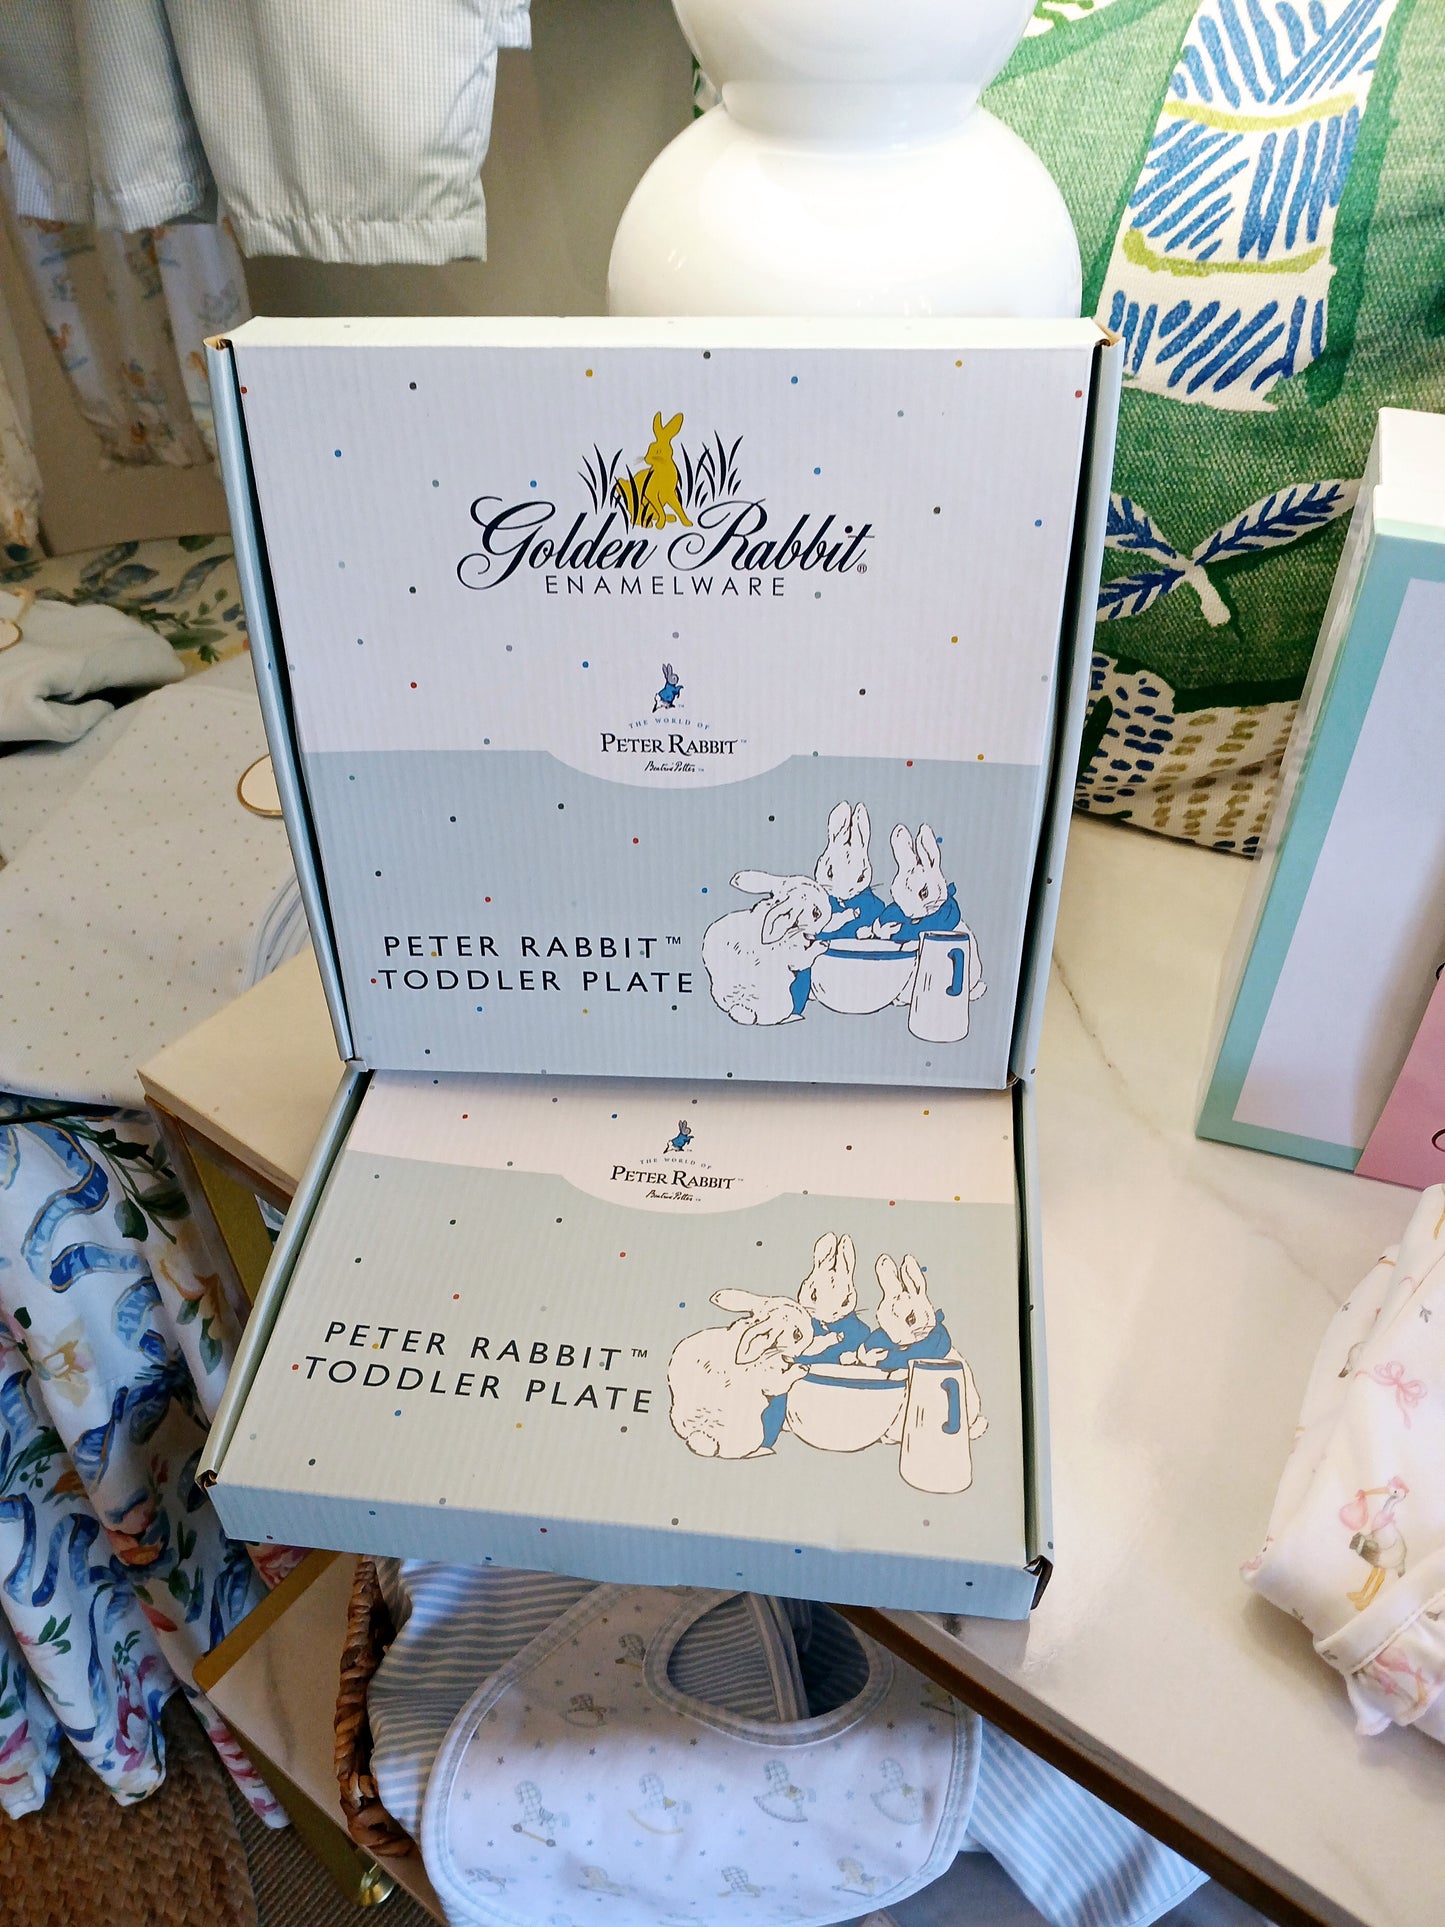 Golden Rabbit®
ENAMELWARE
THE WORLD OF
PETER RABBIT™
Beatrix Potter™
PETER RABBIT™
TODDLER PLATE
THE WORLD OF
PETER RABBIT™
Beatrix Potter™
PETER RABBIT™
TODDLER PLATE